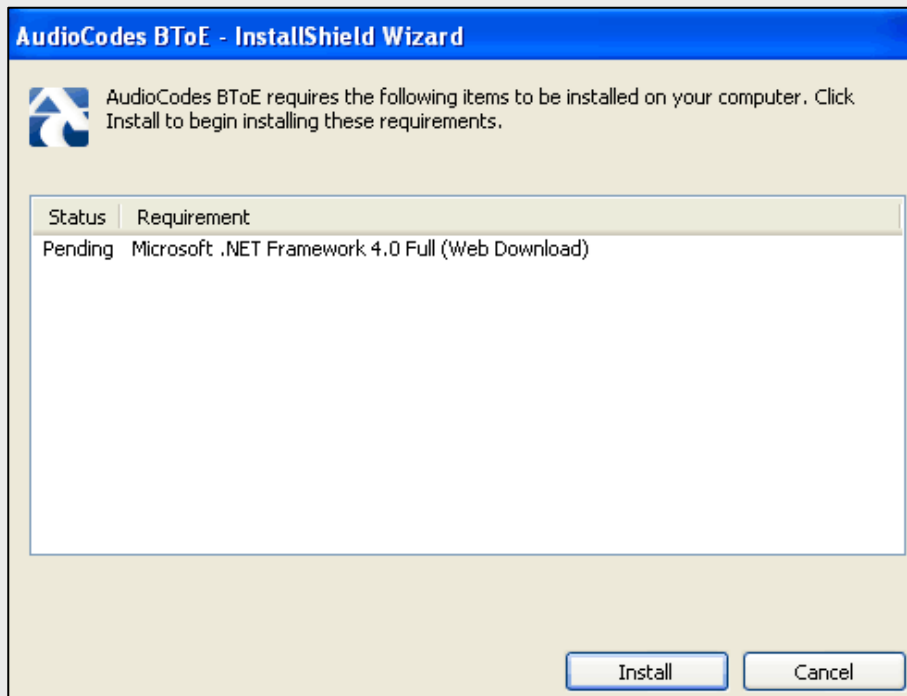 AudioCodes BToE - InstallShield Wizard
AudioCodes BToE requires the following items to be installed on your computer. Click
Install to begin installing these requirements.
Status Requirement
Pending Microsoft .NET Framework 4.0 Full (Web Download)
Install Cancel